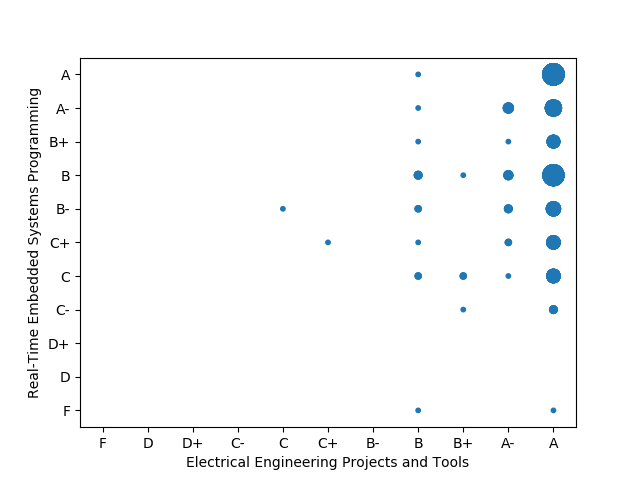 Real-Time Embedded Systems Programming
A
A-
B+
B
B-
C+
C
C-
D+
D
F
F D D+ C- C C+ B- B B+ A- A
Electrical Engineering Projects and Tools